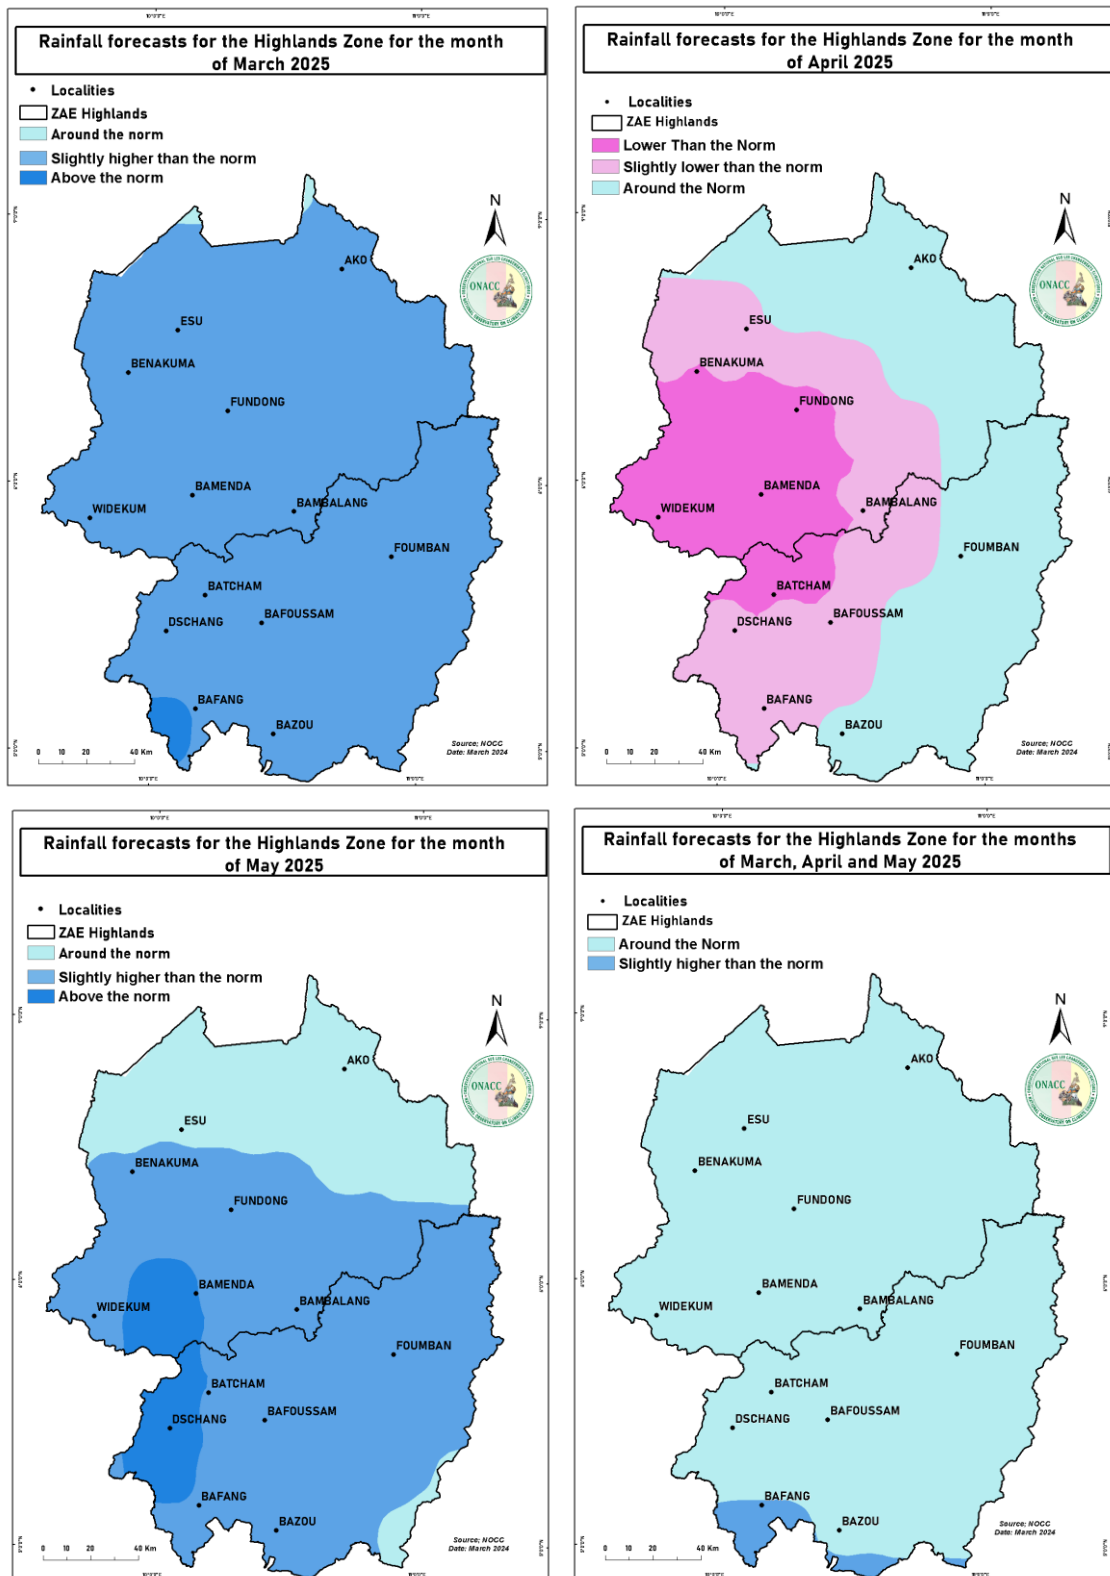 Rainfall forecasts for the Highlands Zone for the month
of March 2025
Localities
ZAE Highlands
Around the norm
Slightly higher than the norm
Above the norm
N
ONACC
AKO
ESU
BENAKUMA
FUNDONG
BAMENDA
WIDEKUM
BAMBALANG
FOUMBAN
BATCHAM
DSCHANG
BAFOUSSAM
BAFANG
BAZOU
0 10 20 40 Km
Source; NOCC
Date: March 2024
Rainfall forecasts for the Highlands Zone for the month
of April 2025
Localities
ZAE Highlands
Lower Than the Norm
Slightly lower than the norm
Around the Norm
N
ONACC
AKO
ESU
BENAKUMA
FUNDONG
BAMENDA
WIDEKUM
BAMBALANG
FOUMBAN
BATCHAM
DSCHANG
BAFOUSSAM
BAFANG
BAZOU
0 10 20 40 Km
Source; NOCC
Date: March 2024
Rainfall forecasts for the Highlands Zone for the month
of May 2025
Localities
ZAE Highlands
Around the norm
Slightly higher than the norm
Above the norm
N
ONACC
AKO
ESU
BENAKUMA
FUNDONG
BAMENDA
WIDEKUM
BAMBALANG
FOUMBAN
BATCHAM
DSCHANG
BAFOUSSAM
BAFANG
BAZOU
0 10 20 40 Km
Source; NOCC
Date: March 2024
Rainfall forecasts for the Highlands Zone for the months
of March, April and May 2025
Localities
ZAE Highlands
Around the Norm
Slightly higher than the norm
N
ONACC
AKO
ESU
BENAKUMA
FUNDONG
BAMENDA
WIDEKUM
BAMBALANG
FOUMBAN
BATCHAM
DSCHANG
BAFOUSSAM
BAFANG
BAZOU
0 10 20 40 Km
Source; NOCC
Date: March 2024